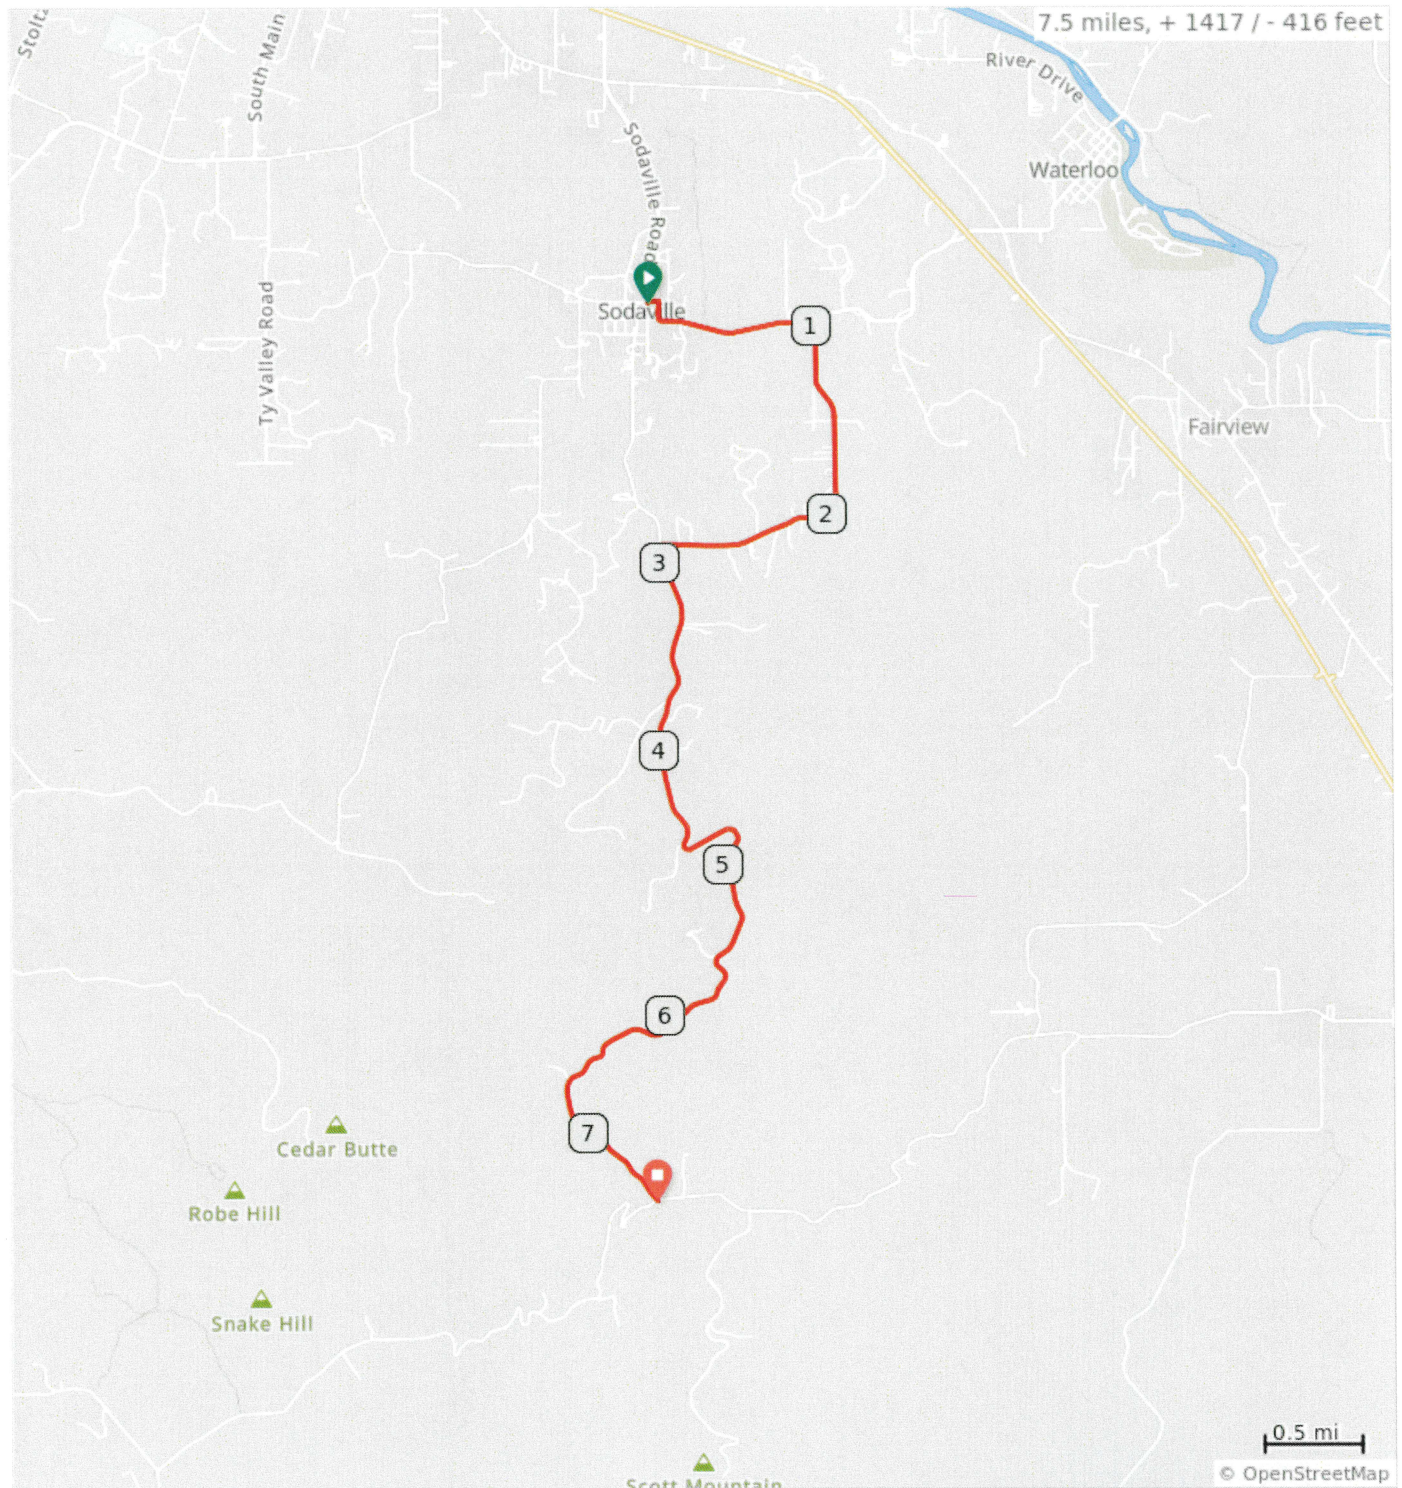 7.5 miles, + 1417 / - 416 feet
South Main
River Drive
Sodaville Road
Waterloo
Sodaville
1
Ty Valley Road
Fairview
2
3
4
5
6
7
Cedar Butte
Robe Hill
Snake Hill
0.5 mi
© OpenStreetMap
Scott Mountain